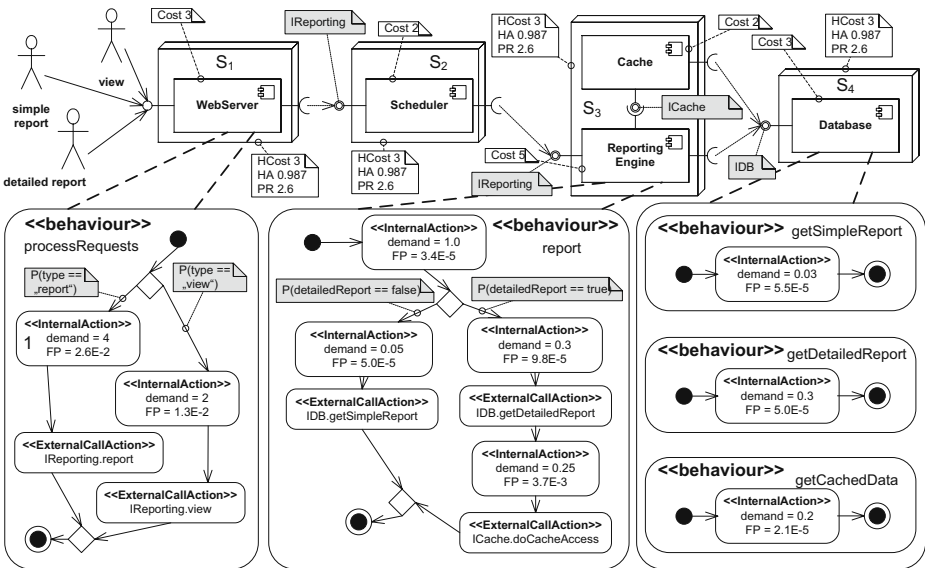 Cost 3
IReporting
Cost 2
HCost 3
HA 0.987
PR 2.6
Cost 2
Cost 3
HCost 3
HA 0.987
PR 2.6
S1
S2
S3
S4
view
simple
report
detailed report
WebServer
Scheduler
Cache
ICache
Reporting
Engine
Database
HCost 3
HA 0.987
PR 2.6
HCost 3
HA 0.987
PR 2.6
Cost 5
IReporting
IDB
<<behaviour>>
processRequests
P(type ==
„report“)
P(type ==
„view“)
<<InternalAction>>
1
demand = 4
FP = 2.6E-2
<<InternalAction>>
demand = 2
FP = 1.3E-2
<<ExternalCallAction>>
IReporting.report
<<ExternalCallAction>>
IReporting.view
<<behaviour>>
report
<<InternalAction>>
demand = 1.0
FP = 3.4E-5
P(detailedReport == false)
P(detailedReport == true)
<<InternalAction>>
demand = 0.05
FP = 5.0E-5
<<InternalAction>>
demand = 0.3
FP = 9.8E-5
<<ExternalCallAction>>
IDB.getSimpleReport
<<ExternalCallAction>>
IDB.getDetailedReport
<<InternalAction>>
demand = 0.25
FP = 3.7E-3
<<ExternalCallAction>>
ICache.doCacheAccess
<<behaviour>>
getSimpleReport
<<InternalAction>>
demand = 0.03
FP = 5.5E-5
<<behaviour>>
getDetailedReport
<<InternalAction>>
demand = 0.3
FP = 5.0E-5
<<behaviour>>
getCachedData
<<InternalAction>>
demand = 0.2
FP = 2.1E-5